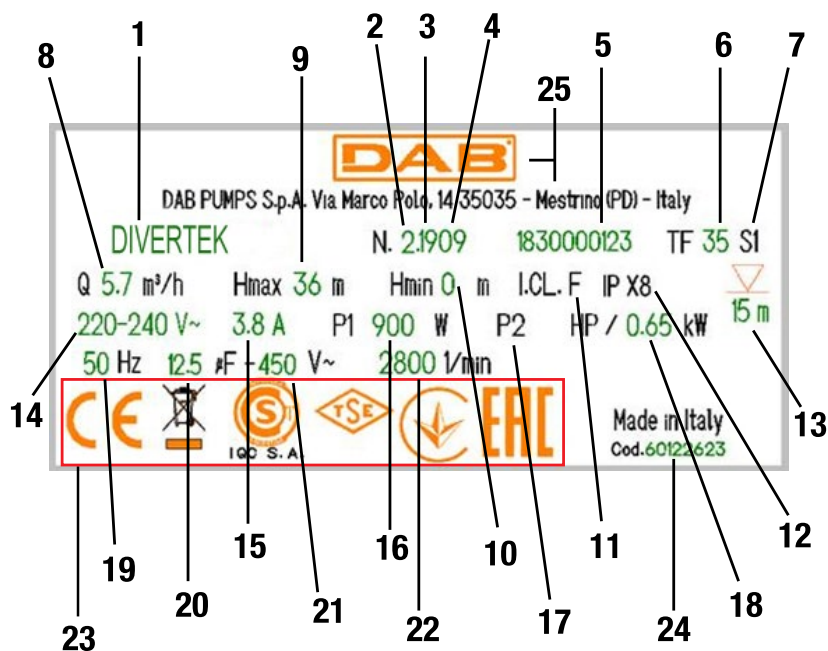 1 2 3 4 5 6 7
8 9 25
DAB
DAB PUMPS S.p.A. Via Marco Polo, 14 35035 - Mestrino (PD) - Italy
DIVERTEK N. 2.1909 1830000123 TF 35 S1
Q 5.7 m³/h Hmax 36 m Hmin 0 m I.CL. F IP X8
220-240 V~ 3.8 A P1 900 W P2 HP / 0.65 kW 15 m
50 Hz 12.5 µF - 450 V~ 2800 1/min
14 13
CE S TSE EAC Made in Italy
IQC S.A. Cod.60122623
19 20 15 21 16 22 10 17 11 12 18
23 24